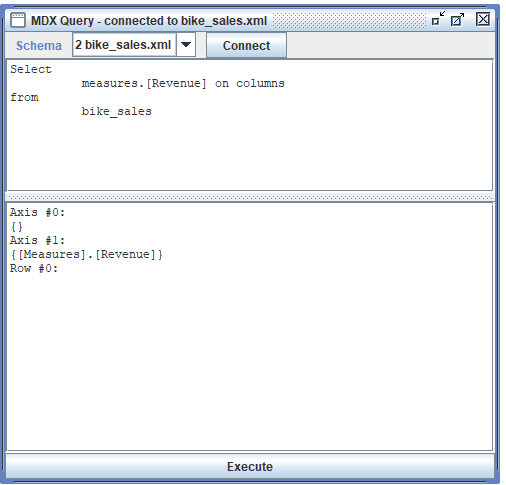 MDX Query - connected to bike_sales.xml
Schema 2 bike_sales.xml Connect
Select
measures.[Revenue] on columns
from
bike_sales
Axis #0:
{}
Axis #1:
{[Measures].[Revenue]}
Row #0:
Execute